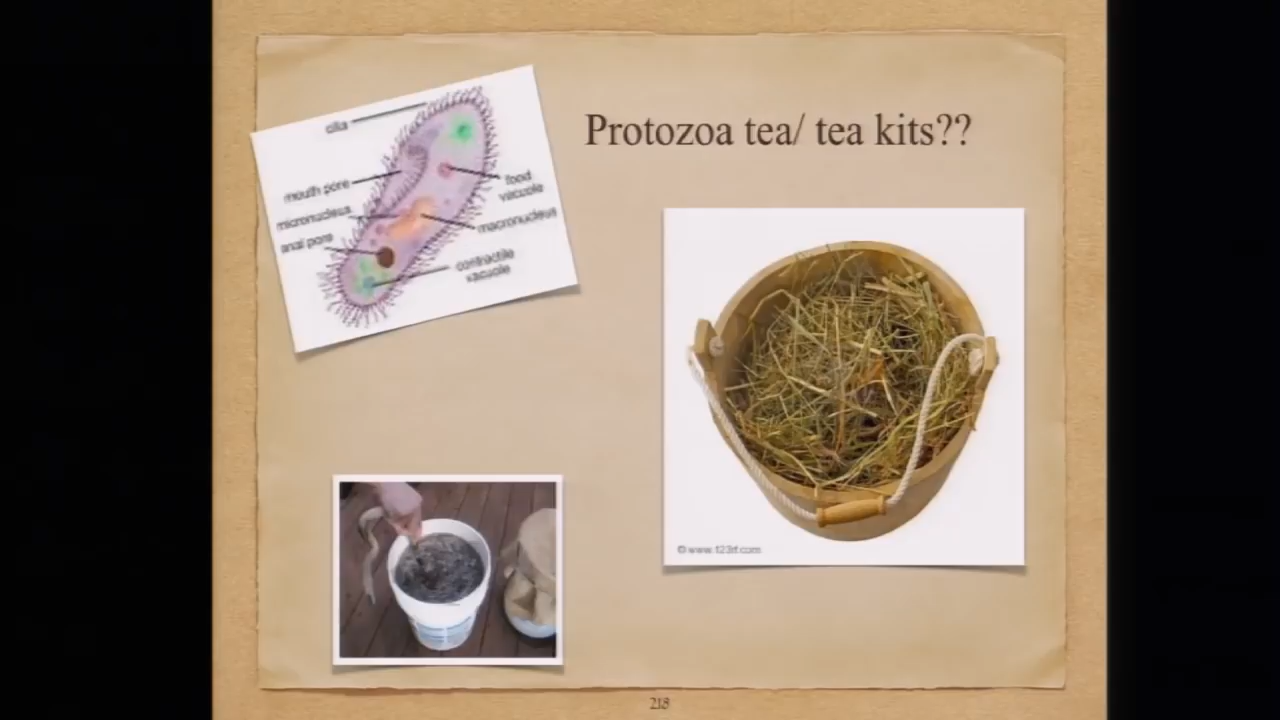 Protozoa tea/ tea kits??
cilia
mouth pore
micronucleus
anal pore
food
vacuole
macronucleus
contractile
vacuole
© www.123rf.com
218